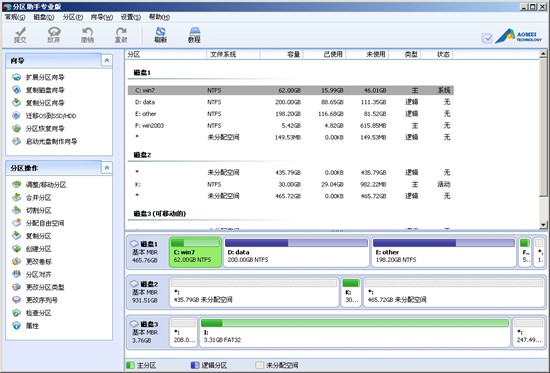 分区助手专业版
常规(G) 磁盘(D) 分区(P) 向导(W) 设置(S) 帮助(H)
提交 放弃 撤销 重做 刷新 教程
AOMEI
TECHNOLOGY
向导
扩展分区向导
复制磁盘向导
复制分区向导
迁移OS到SSD/HDD
分区恢复向导
启动光盘制作向导
分区操作
调整/移动分区
合并分区
切割分区
分配自由空间
复制分区
创建分区
更改卷标
分区对齐
更改分区类型
更改序列号
检查分区
属性
分区 文件系统 容量 已使用 未使用 类型 状态
磁盘1
C: win7 NTFS 62.00GB 15.99GB 46.01GB 主 系统
D: data NTFS 200.00GB 88.65GB 111.35GB 逻辑 无
E: other NTFS 198.20GB 116.68GB 81.52GB 逻辑 无
F: win2003 NTFS 5.42GB 4.82GB 615.85MB 主 无
* 未分配空间 149.53MB 0.00KB 149.53MB 主 无
磁盘2
* 未分配空间 435.79GB 0.00KB 435.79GB 逻辑 无
K: NTFS 30.00GB 29.04GB 982.22MB 主 活动
* 未分配空间 465.72GB 0.00KB 465.72GB 逻辑 无
磁盘3 (可移动的)
磁盘1
基本 MBR
465.76GB
C: win7
62.00GB NTFS
D: data
200.00GB NTFS
E: other
198.20GB NTFS
F...
5...
*:
1...
磁盘2
基本 MBR
931.51GB
*:
435.79GB 未分配空间
K:
30...
*:
465.72GB 未分配空间
磁盘3
基本 MBR
3.76GB
*:
208.0...
I:
3.31GB FAT32
*:
247.49...
主分区 逻辑分区 未分配空间